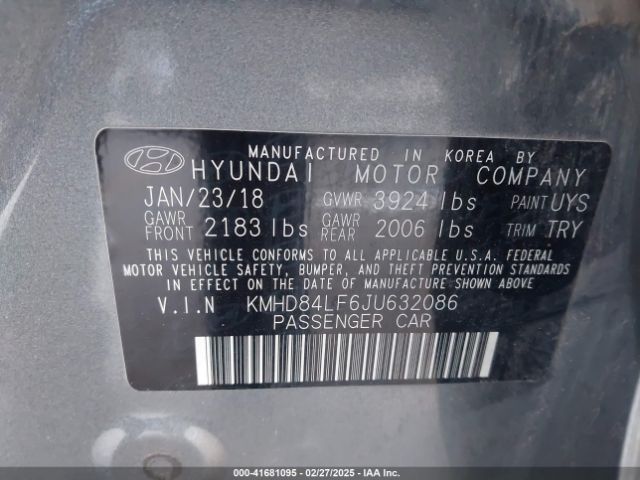 MANUFACTURED IN KOREA BY
HYUNDAI MOTOR COMPANY
JAN/23/18 GVWR 3924 lbs PAINT UYS
GAWR FRONT 2183 lbs GAWR REAR 2006 lbs TRIM TRY
THIS VEHICLE CONFORMS TO ALL APPLICABLE U.S.A. FEDERAL
MOTOR VEHICLE SAFETY, BUMPER, AND THEFT PREVENTION STANDARDS
IN EFFECT ON THE DATE OF MANUFACTURE SHOWN ABOVE.
V.I.N KMHD84LF6JU632086
PASSENGER CAR
000-41681095 02/27/2025 IAAI.COM